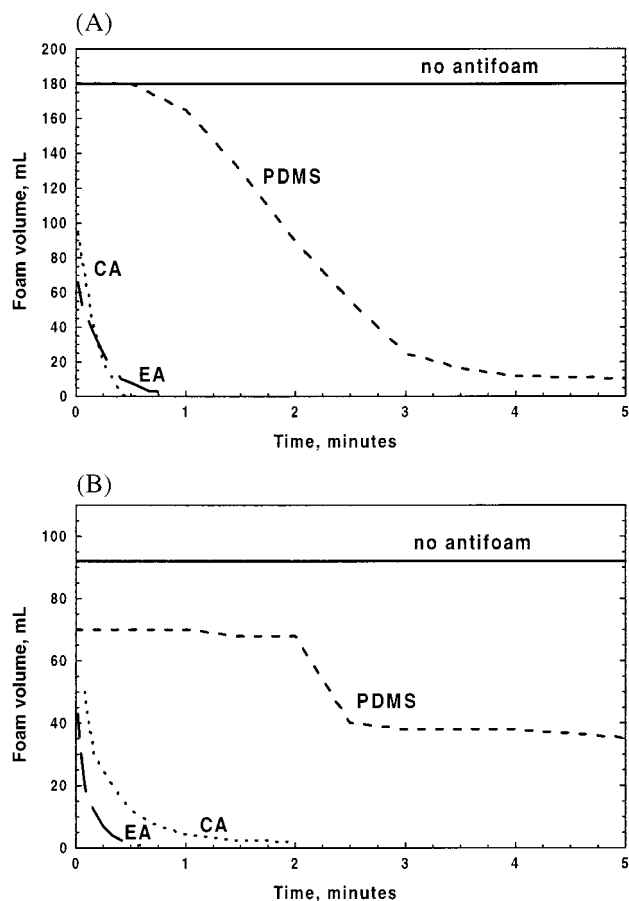 (A)
200
180
160
140
120
100
80
60
40
20
0
Foam volume, mL
no antifoam
PDMS
CA
EA
0 1 2 3 4 5
Time, minutes
(B)
100
80
60
40
20
0
Foam volume, mL
no antifoam
PDMS
EA
CA
0 1 2 3 4 5
Time, minutes